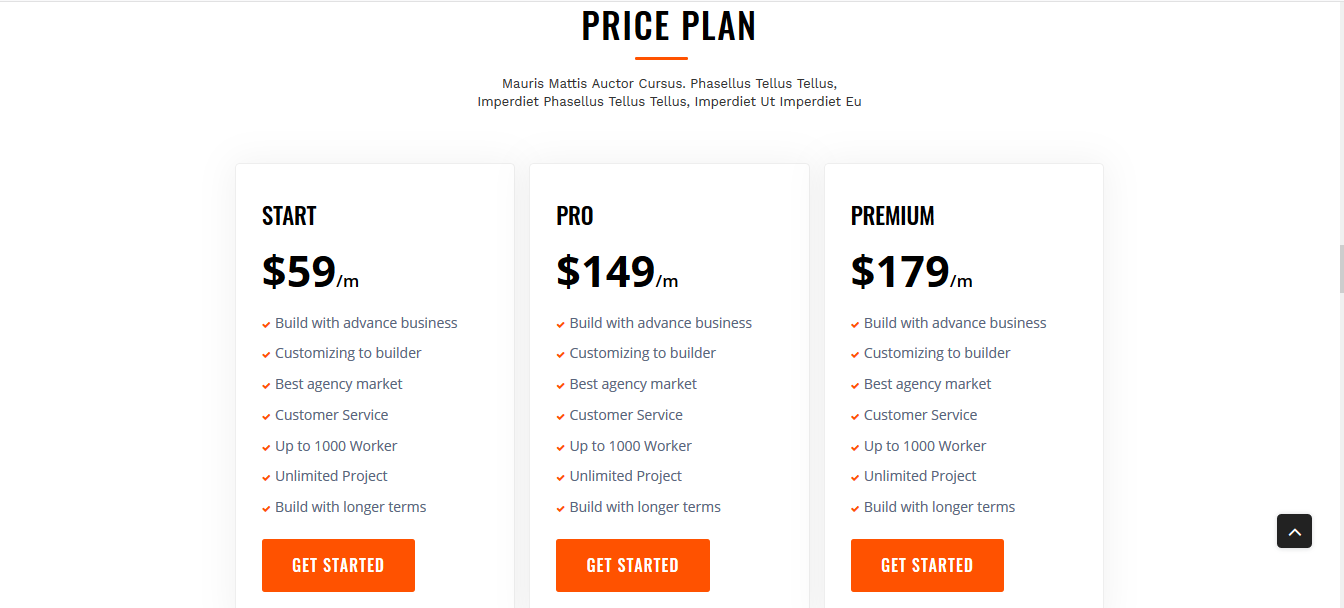 PRICE PLAN
Mauris Mattis Auctor Cursus. Phasellus Tellus Tellus,
Imperdiet Phasellus Tellus Tellus, Imperdiet Ut Imperdiet Eu
START
$59/m
Build with advance business
Customizing to builder
Best agency market
Customer Service
Up to 1000 Worker
Unlimited Project
Build with longer terms
GET STARTED
PRO
$149/m
Build with advance business
Customizing to builder
Best agency market
Customer Service
Up to 1000 Worker
Unlimited Project
Build with longer terms
GET STARTED
PREMIUM
$179/m
Build with advance business
Customizing to builder
Best agency market
Customer Service
Up to 1000 Worker
Unlimited Project
Build with longer terms
GET STARTED